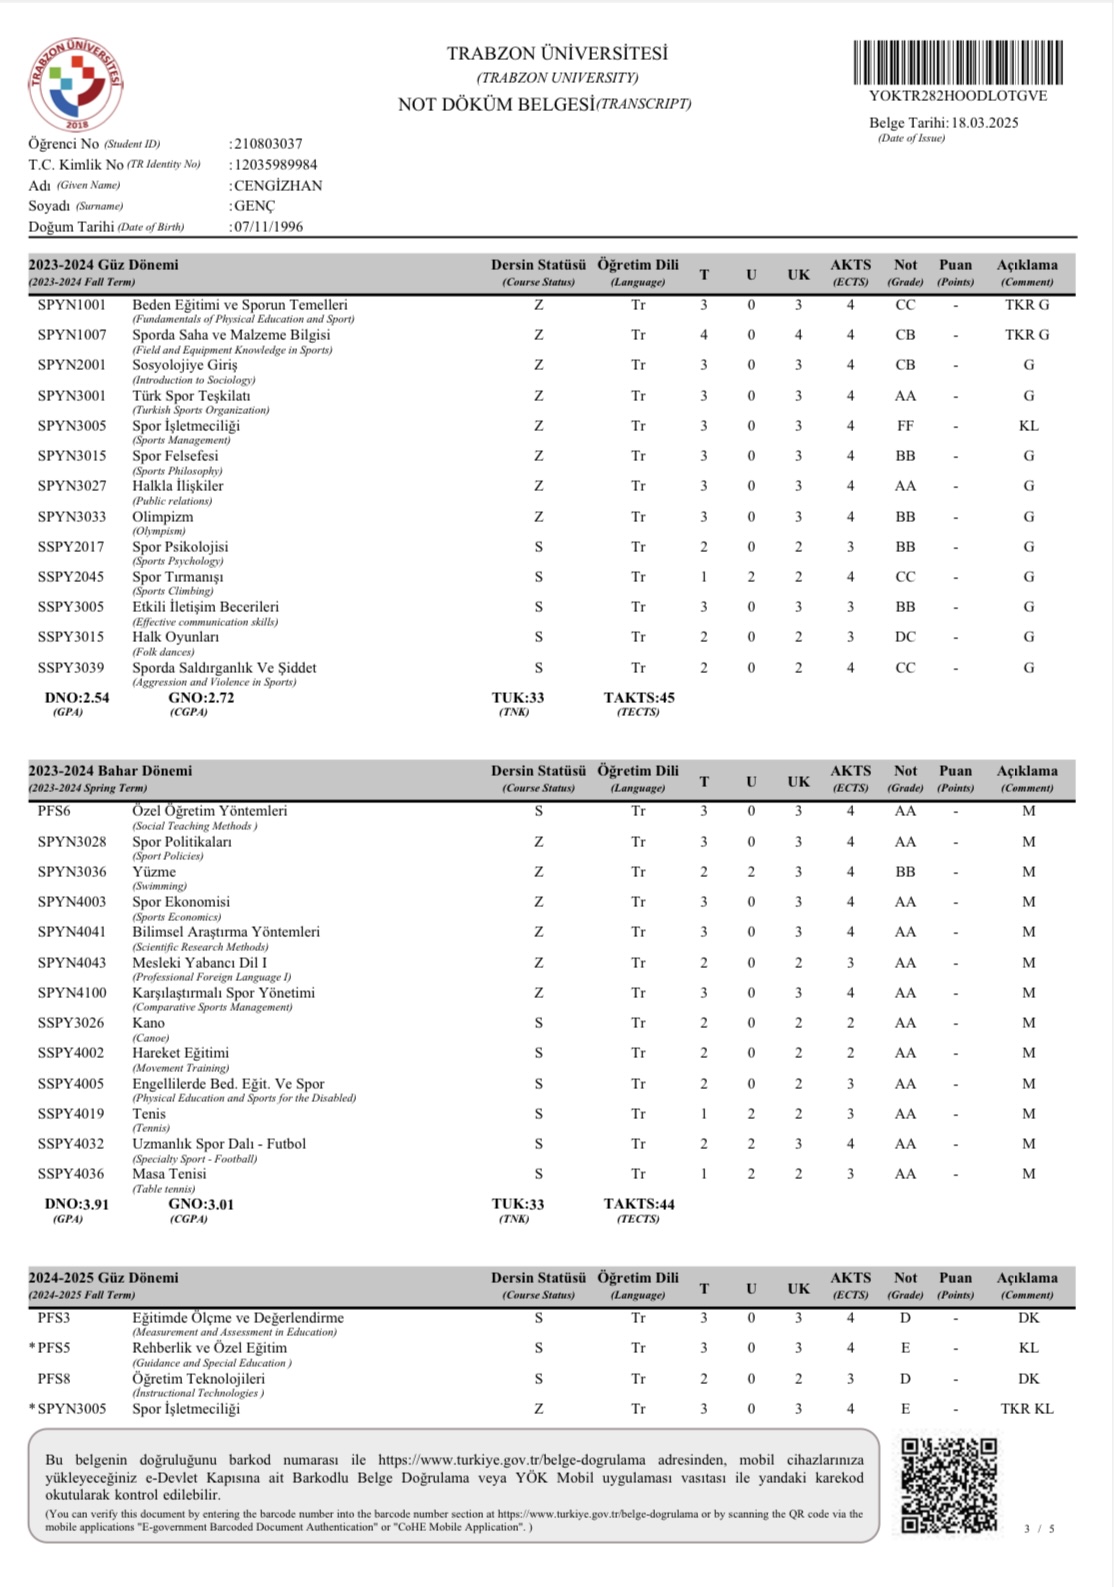 TRABZON ÜNİVERSİTESİ
2018
TRABZON ÜNİVERSİTESİ
(TRABZON UNIVERSITY)
NOT DÖKÜM BELGESİ(TRANSCRIPT)
YOKTR282HOODLOTGVE
Belge Tarihi: 18.03.2025
(Date of Issue)
Öğrenci No (Student ID) :210803037
T.C. Kimlik No (TR Identity No) :12035989984
Adı (Given Name) :CENGİZHAN
Soyadı (Surname) :GENÇ
Doğum Tarihi (Date of Birth) :07/11/1996
2023-2024 Güz Dönemi Dersin Statüsü Öğretim Dili T U UK AKTS Not Puan Açıklama
(2023-2024 Fall Term) (Course Status) (Language) (ECTS) (Grade) (Points) (Comment)
SPYN1001 Beden Eğitimi ve Sporun Temelleri Z Tr 3 0 3 4 CC - TKR G
(Fundamentals of Physical Education and Sport)
SPYN1007 Sporda Saha ve Malzeme Bilgisi Z Tr 4 0 4 4 CB - TKR G
(Field and Equipment Knowledge in Sports)
SPYN2001 Sosyolojiye Giriş Z Tr 3 0 3 4 CB - G
(Introduction to Sociology)
SPYN3001 Türk Spor Teşkilatı Z Tr 3 0 3 4 AA - G
(Turkish Sports Organization)
SPYN3005 Spor İşletmeciliği Z Tr 3 0 3 4 FF - KL
(Sports Management)
SPYN3015 Spor Felsefesi Z Tr 3 0 3 4 BB - G
(Sports Philosophy)
SPYN3027 Halkla İlişkiler Z Tr 3 0 3 4 AA - G
(Public relations)
SPYN3033 Olimpizm Z Tr 3 0 3 4 BB - G
(Olympism)
SSPY2017 Spor Psikolojisi S Tr 2 0 2 3 BB - G
(Sports Psychology)
SSPY2045 Spor Tırmanışı S Tr 1 2 2 4 CC - G
(Sports Climbing)
SSPY3005 Etkili İletişim Becerileri S Tr 3 0 3 3 BB - G
(Effective communication skills)
SSPY3015 Halk Oyunları S Tr 2 0 2 3 DC - G
(Folk dances)
SSPY3039 Sporda Saldırganlık Ve Şiddet S Tr 2 0 2 4 CC - G
(Aggression and Violence in Sports)
DNO:2.54 GNO:2.72 TUK:33 TAKTS:45
(GPA) (CGPA) (TNK) (TECTS)
2023-2024 Bahar Dönemi Dersin Statüsü Öğretim Dili T U UK AKTS Not Puan Açıklama
(2023-2024 Spring Term) (Course Status) (Language) (ECTS) (Grade) (Points) (Comment)
PFS6 Özel Öğretim Yöntemleri S Tr 3 0 3 4 AA - M
(Social Teaching Methods )
SPYN3028 Spor Politikaları Z Tr 3 0 3 4 AA - M
(Sport Policies)
SPYN3036 Yüzme Z Tr 2 2 3 4 BB - M
(Swimming)
SPYN4003 Spor Ekonomisi Z Tr 3 0 3 4 AA - M
(Sports Economics)
SPYN4041 Bilimsel Araştırma Yöntemleri Z Tr 3 0 3 4 AA - M
(Scientific Research Methods)
SPYN4043 Mesleki Yabancı Dil I Z Tr 2 0 2 3 AA - M
(Professional Foreign Language I)
SPYN4100 Karşılaştırmalı Spor Yönetimi Z Tr 3 0 3 4 AA - M
(Comparative Sports Management)
SSPY3026 Kano S Tr 2 0 2 2 AA - M
(Canoe)
SSPY4002 Hareket Eğitimi S Tr 2 0 2 2 AA - M
(Movement Training)
SSPY4005 Engellilerde Bed. Eğit. Ve Spor S Tr 2 0 2 3 AA - M
(Physical Education and Sports for the Disabled)
SSPY4019 Tenis S Tr 1 2 2 3 AA - M
(Tennis)
SSPY4032 Uzmanlık Spor Dalı - Futbol S Tr 2 2 3 4 AA - M
(Specialty Sport - Football)
SSPY4036 Masa Tenisi S Tr 1 2 2 3 AA - M
(Table tennis)
DNO:3.91 GNO:3.01 TUK:33 TAKTS:44
(GPA) (CGPA) (TNK) (TECTS)
2024-2025 Güz Dönemi Dersin Statüsü Öğretim Dili T U UK AKTS Not Puan Açıklama
(2024-2025 Fall Term) (Course Status) (Language) (ECTS) (Grade) (Points) (Comment)
PFS3 Eğitimde Ölçme ve Değerlendirme S Tr 3 0 3 4 D - DK
(Measurement and Assessment in Education)
*PFS5 Rehberlik ve Özel Eğitim S Tr 3 0 3 4 E - KL
(Guidance and Special Education )
PFS8 Öğretim Teknolojileri S Tr 2 0 2 3 D - DK
(İnstructional Technologies )
*SPYN3005 Spor İşletmeciliği Z Tr 3 0 3 4 E - TKR KL
Bu belgenin doğruluğunu barkod numarası ile https://www.turkiye.gov.tr/belge-dogrulama adresinden, mobil cihazlarınıza
yükleyeceğiniz e-Devlet Kapısına ait Barkodlu Belge Doğrulama veya YÖK Mobil uygulaması vasıtası ile yandaki karekod
okutularak kontrol edilebilir.
(You can verify this document by entering the barcode number into the barcode number section at https://www.turkiye.gov.tr/belge-dogrulama or by scanning the QR code via the
mobile applications "E-government Barcoded Document Authentication" or "CoHE Mobile Application". )
3 / 5